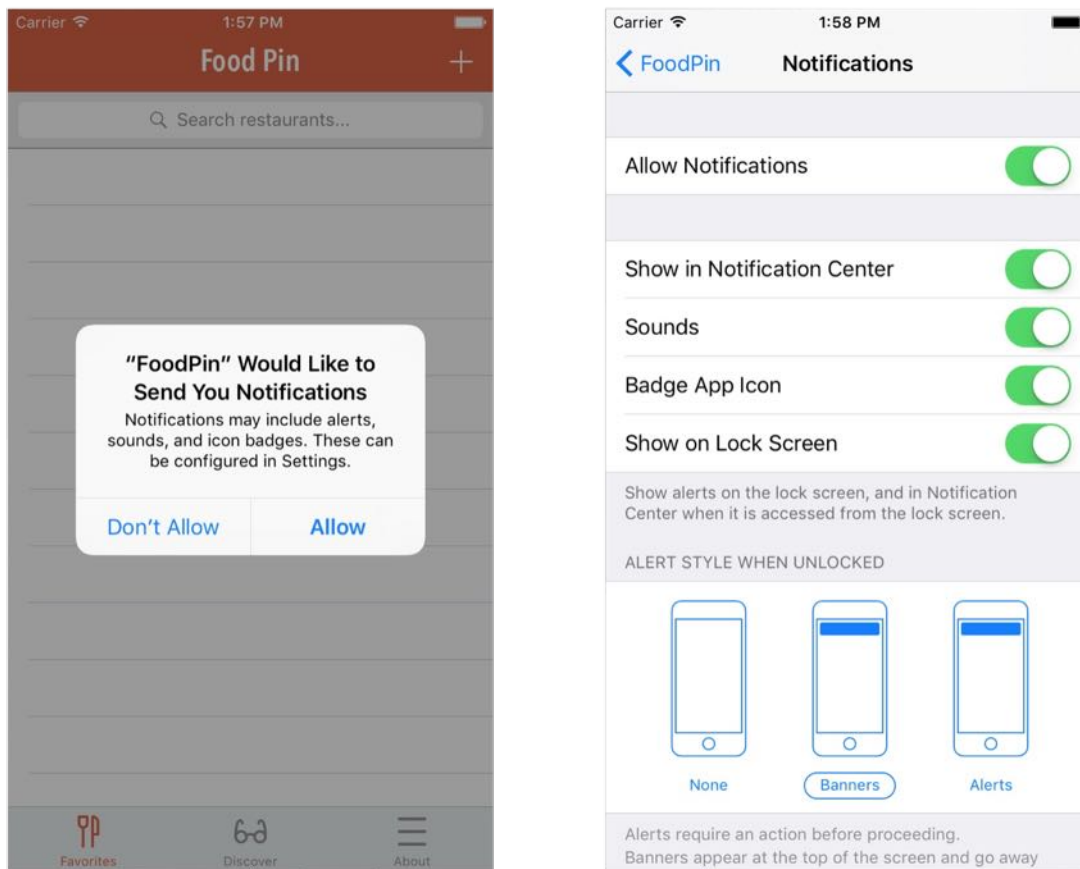 Carrier 1:57 PM
Food Pin
Search restaurants...
“FoodPin” Would Like to
Send You Notifications
Notifications may include alerts,
sounds, and icon badges. These can
be configured in Settings.
Don’t Allow Allow
Favorites Discover About
Carrier 1:58 PM
FoodPin Notifications
Allow Notifications
Show in Notification Center
Sounds
Badge App Icon
Show on Lock Screen
Show alerts on the lock screen, and in Notification
Center when it is accessed from the lock screen.
ALERT STYLE WHEN UNLOCKED
None Banners Alerts
Alerts require an action before proceeding.
Banners appear at the top of the screen and go away